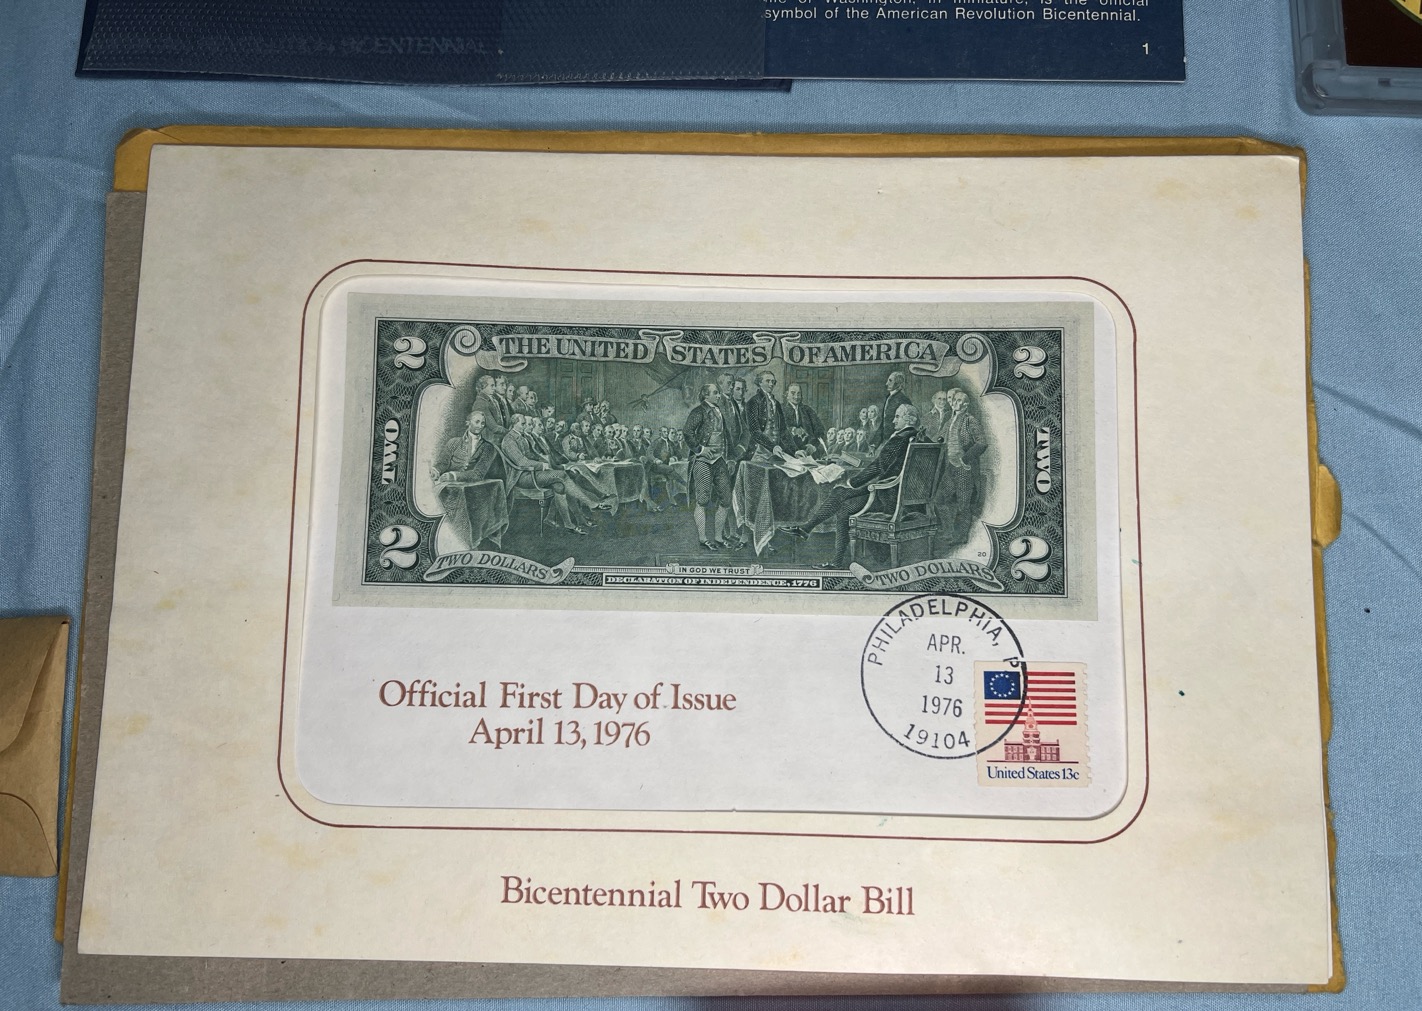 symbol of the American Revolution Bicentennial.
1
BICENTENNIAL
2
THE UNITED STATES OF AMERICA
2
TWO
TWO
2
TWO DOLLARS
IN GOD WE TRUST
DECLARATION OF INDEPENDENCE, 1776
TWO DOLLARS
20
2
PHILADELPHIA, P
APR.
13
1976
19104
Official First Day of Issue
April 13, 1976
United States 13c
Bicentennial Two Dollar Bill